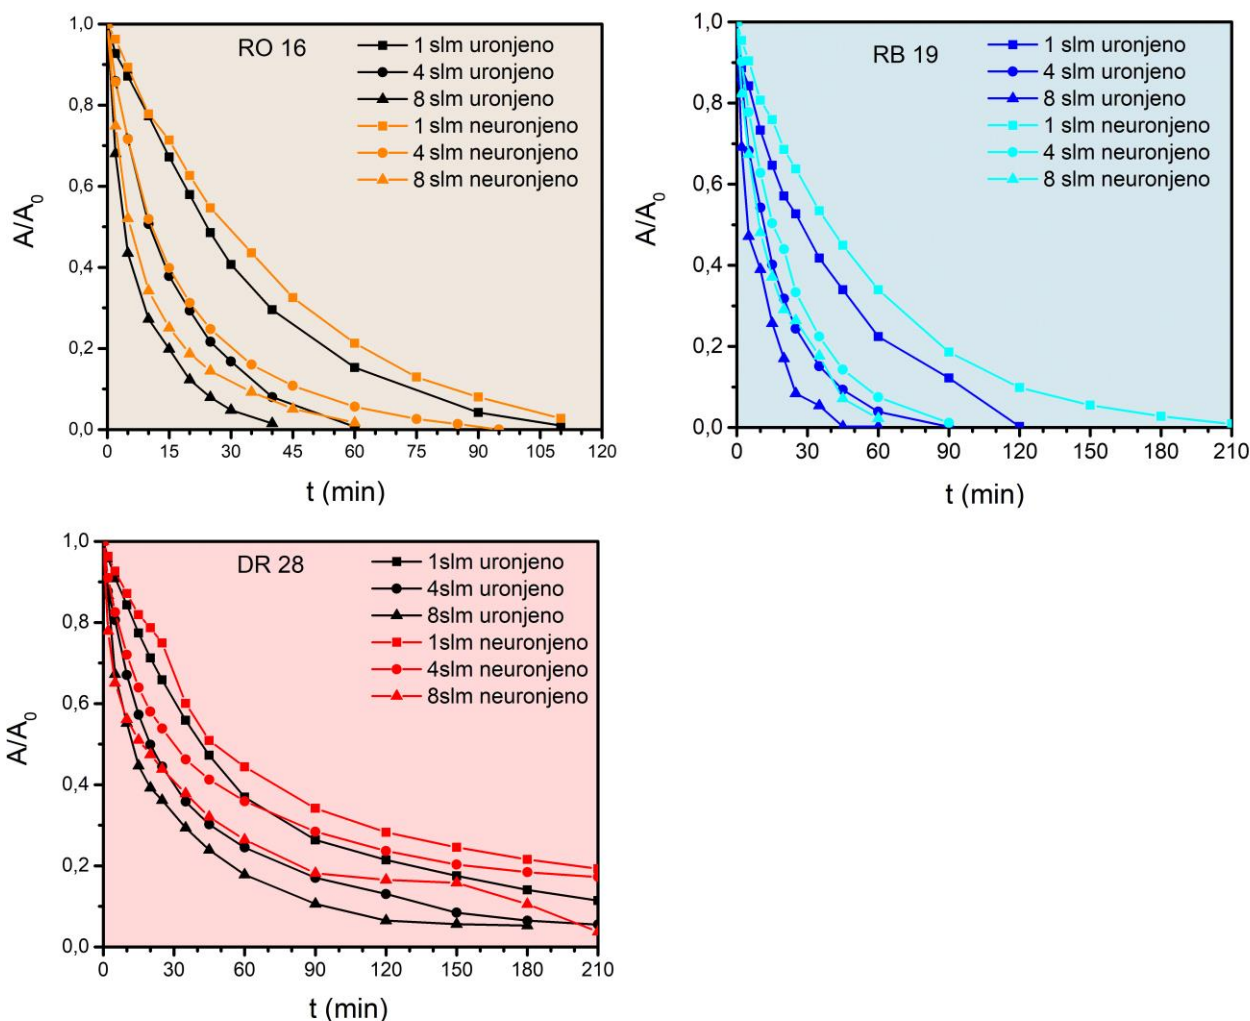 RO 16
1 slm uronjeno
4 slm uronjeno
8 slm uronjeno
1 slm neuronjeno
4 slm neuronjeno
8 slm neuronjeno
A/A0
1,0
0,8
0,6
0,4
0,2
0,0
0 15 30 45 60 75 90 105 120
t (min)
RB 19
1 slm uronjeno
4 slm uronjeno
8 slm uronjeno
1 slm neuronjeno
4 slm neuronjeno
8 slm neuronjeno
A/A0
1,0
0,8
0,6
0,4
0,2
0,0
0 30 60 90 120 150 180 210
t (min)
DR 28
1slm uronjeno
4slm uronjeno
8slm uronjeno
1slm neuronjeno
4slm neuronjeno
8slm neuronjeno
A/A0
1,0
0,8
0,6
0,4
0,2
0,0
0 30 60 90 120 150 180 210
t (min)